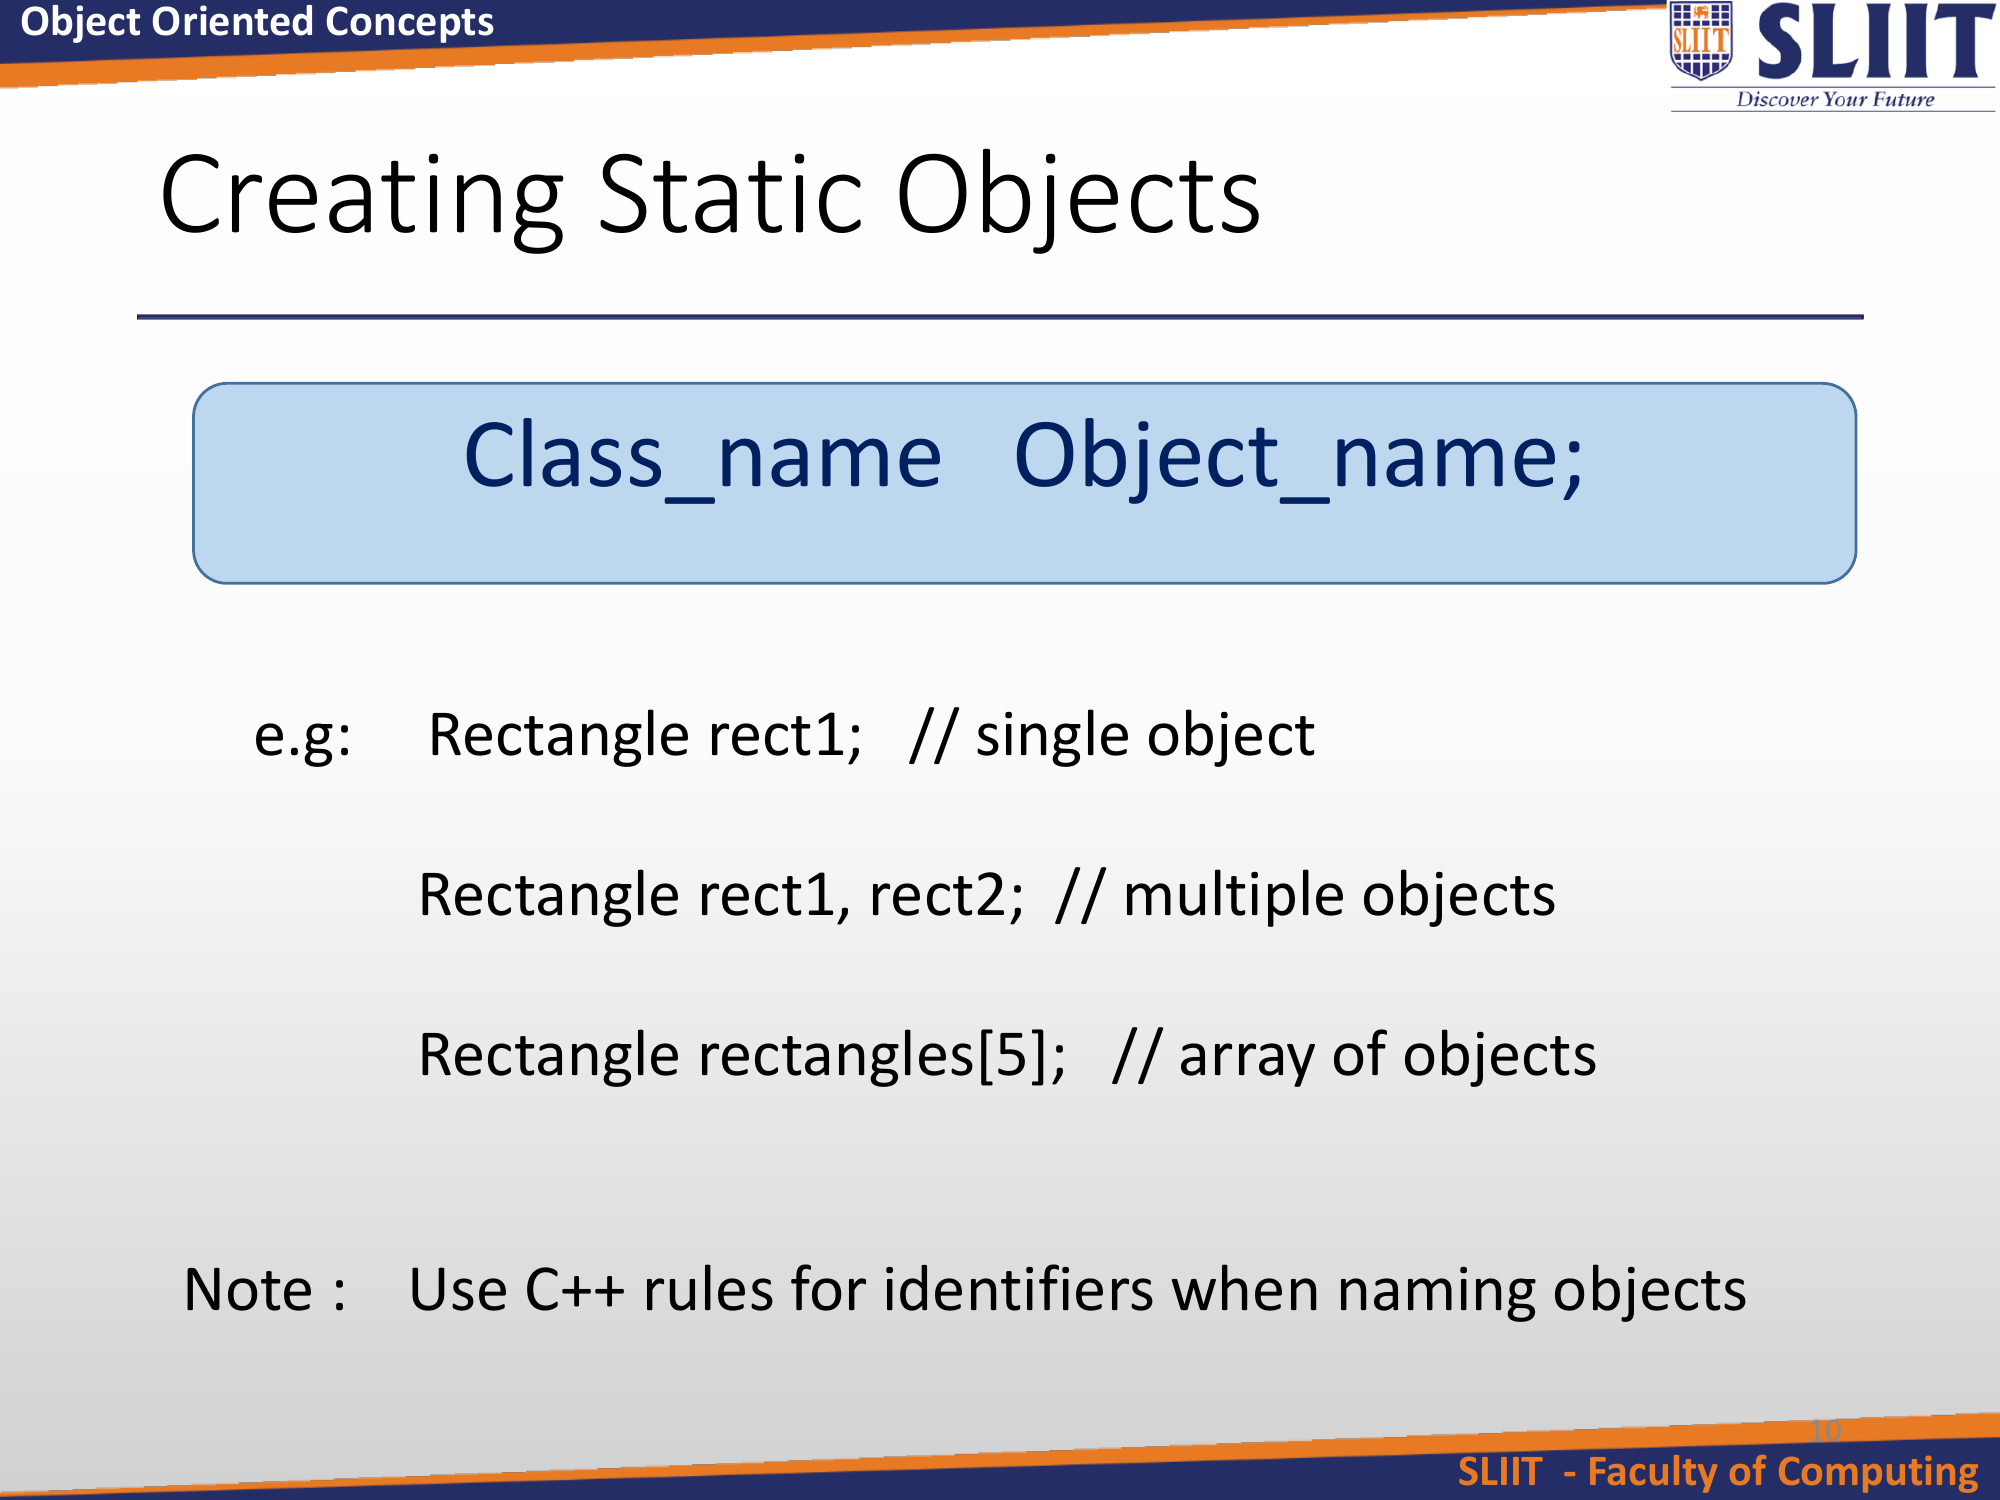 Object Oriented Concepts
SLIIT
SLIIT
Discover Your Future
Creating Static Objects
Class_name Object_name;
e.g: Rectangle rect1; // single object
Rectangle rect1, rect2; // multiple objects
Rectangle rectangles[5]; // array of objects
Note : Use C++ rules for identifiers when naming objects
10
SLIIT - Faculty of Computing